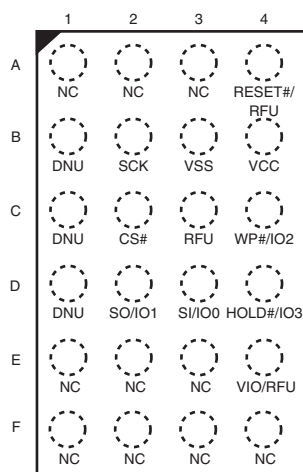 1 2 3 4
A
NC NC NC RESET#/
RFU
B
DNU SCK VSS VCC
C
DNU CS# RFU WP#/IO2
D
DNU SO/IO1 SI/IO0 HOLD#/IO3
E
NC NC NC VIO/RFU
F
NC NC NC NC